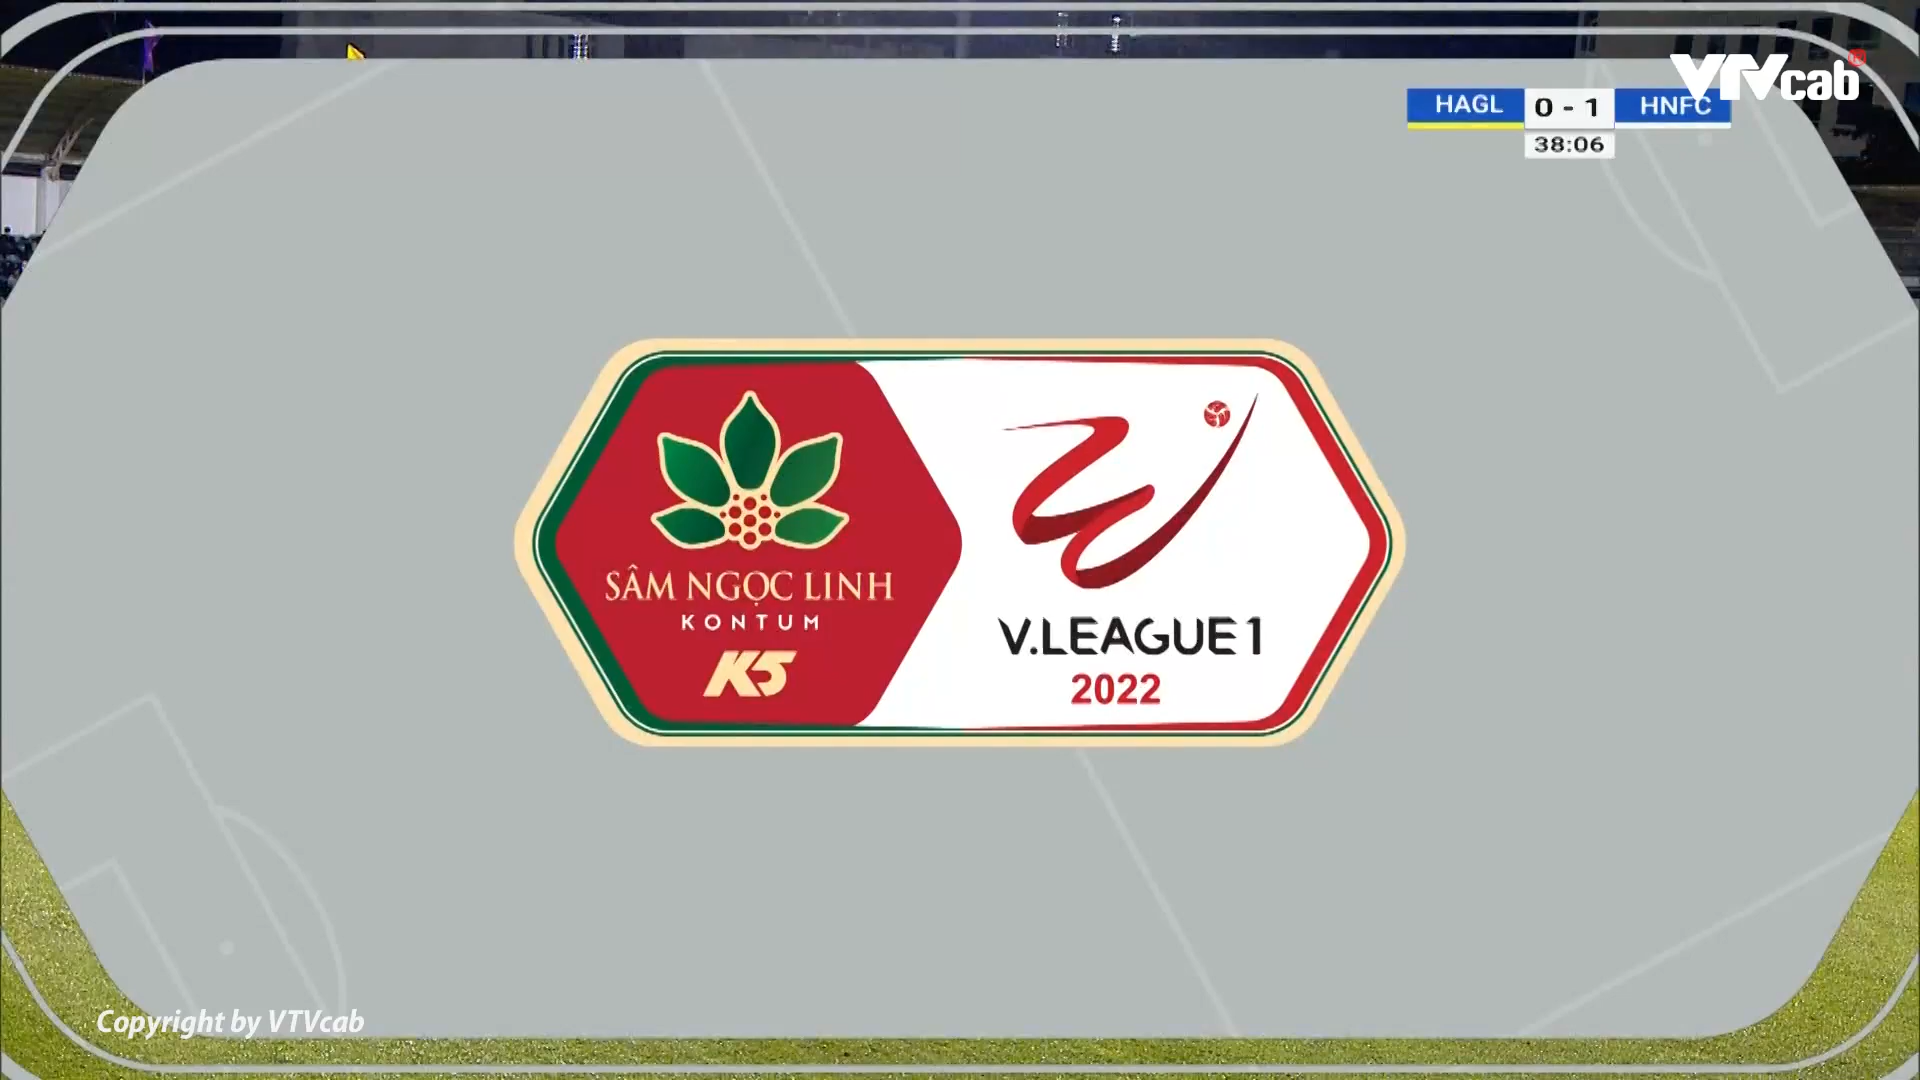 VTVcab
HAGL 0 - 1 HNFC
38:06
SÂM NGỌC LINH
KONTUM
K5
V.LEAGUE 1
2022
Copyright by VTVcab